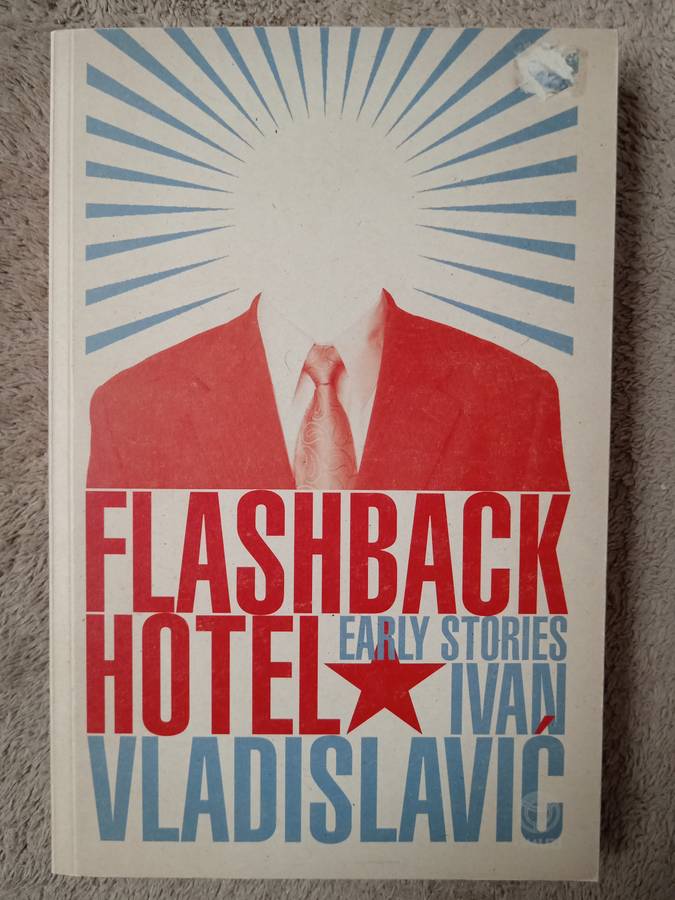 FLASHBACK
HOTEL
EARLY STORIES
IVAN
VLADISLAVIĆ